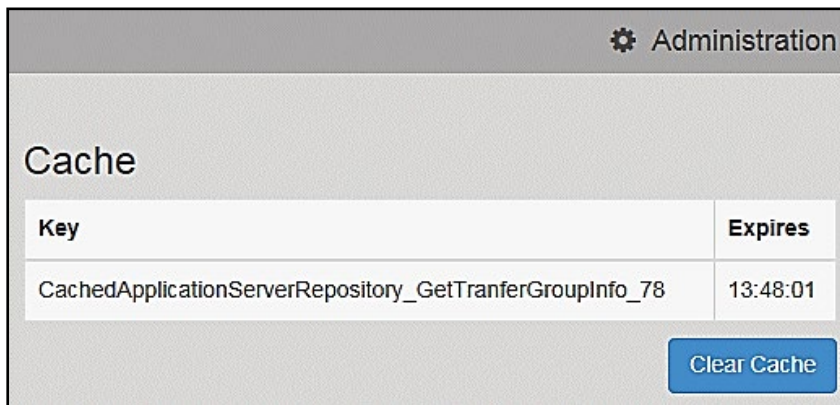 Administration
Cache
Key Expires
CachedApplicationServerRepository_GetTranferGroupInfo_78 13:48:01
Clear Cache